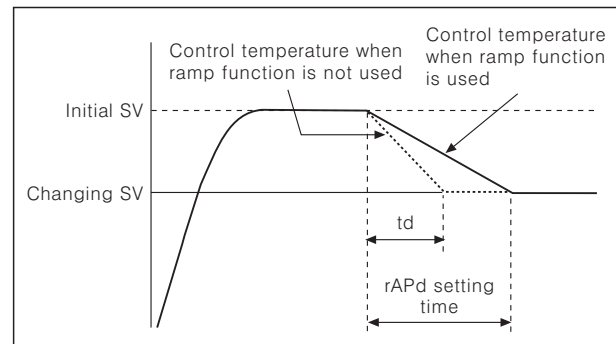 Control temperature when
ramp function is not used
Control temperature
when ramp function
is used
Initial SV
Changing SV
td
rAPd setting
time